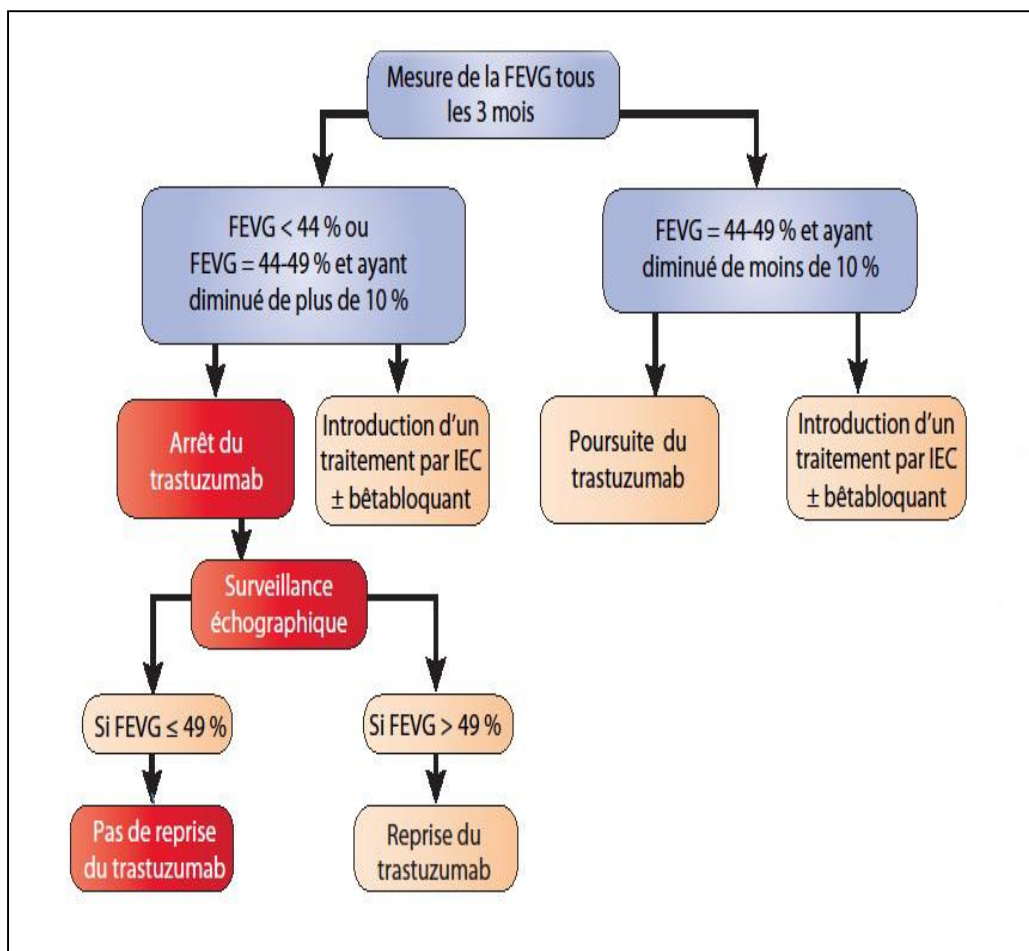 Mesure de la FEVG tous
les 3 mois
FEVG < 44 % ou
FEVG = 44-49 % et ayant
diminué de plus de 10 %
FEVG = 44-49 % et ayant
diminué de moins de 10 %
Arrêt du
trastuzumab
Introduction d’un
traitement par IEC
± bêtabloquant
Poursuite du
trastuzumab
Introduction d’un
traitement par IEC
± bêtabloquant
Surveillance
échographique
Si FEVG ≤ 49 %
Si FEVG > 49 %
Pas de reprise
du trastuzumab
Reprise du
trastuzumab